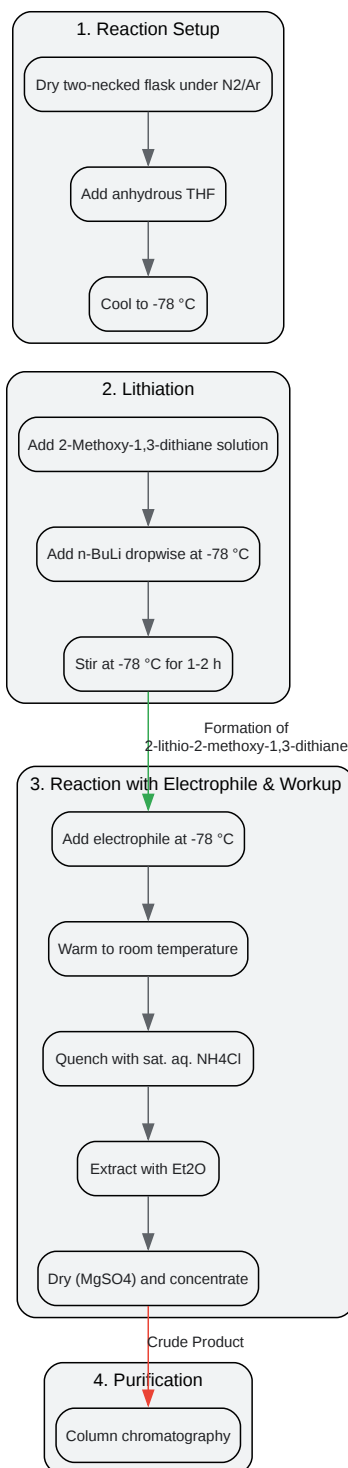 1. Reaction Setup
Dry two-necked flask under N2/Ar
Add anhydrous THF
Cool to -78 °C
2. Lithiation
Add 2-Methoxy-1,3-dithiane solution
Add n-BuLi dropwise at -78 °C
Stir at -78 °C for 1-2 h
Formation of
2-lithio-2-methoxy-1,3-dithiane
3. Reaction with Electrophile & Workup
Add electrophile at -78 °C
Warm to room temperature
Quench with sat. aq. NH4Cl
Extract with Et2O
Dry (MgSO4) and concentrate
Crude Product
4. Purification
Column chromatography